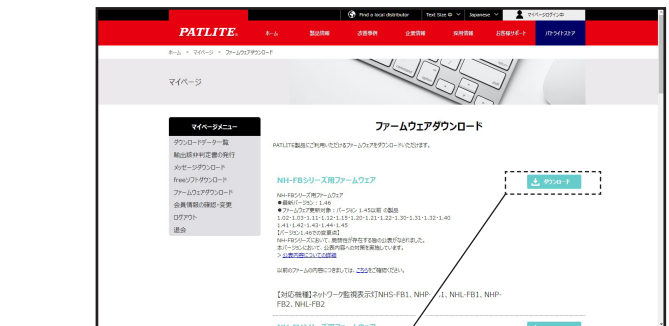 Find a local distributor Text Size 中 Japanese マイページログイン中
PATLITE. ホーム 製品情報 改善事例 企業情報 採用情報 お客様サポート パトライトストア
ホーム > マイページ > ファームウェアダウンロード
マイページ
マイページメニュー
ダウンロードデータ一覧
輸出該非判定書の発行
メッセージダウンロード
freeソフトダウンロード
ファームウェアダウンロード
会員情報の確認・変更
ログアウト
退会
ファームウェアダウンロード
PATLITE製品にご利用いただけるファームウェアをダウンロードいただけます。
NH-FBシリーズ用ファームウェア
ダウンロード
NH-FBシリーズ用ファームウェア
●最新バージョン:1.46
●ファームウェア更新対象:バージョン 1.45以前 の製品
1.02・1.03・1.11・1.12・1.15・1.20・1.21・1.22・1.30・1.31・1.32・1.40
1.41・1.42・1.43・1.44・1.45
【バージョン1.46での変更点】
NH-FBシリーズにおいて、脆弱性が存在する旨の公表がなされました。
本バージョンにおいて、公表内容への対策を実施しています。
> 公表内容についての詳細
以前のファームの内容につきましては、こちらをご確認ください。
【対応機種】ネットワーク監視表示灯NHS-FB1、NHP-FB1、NHL-FB1、NHP-
FB2、NHL-FB2